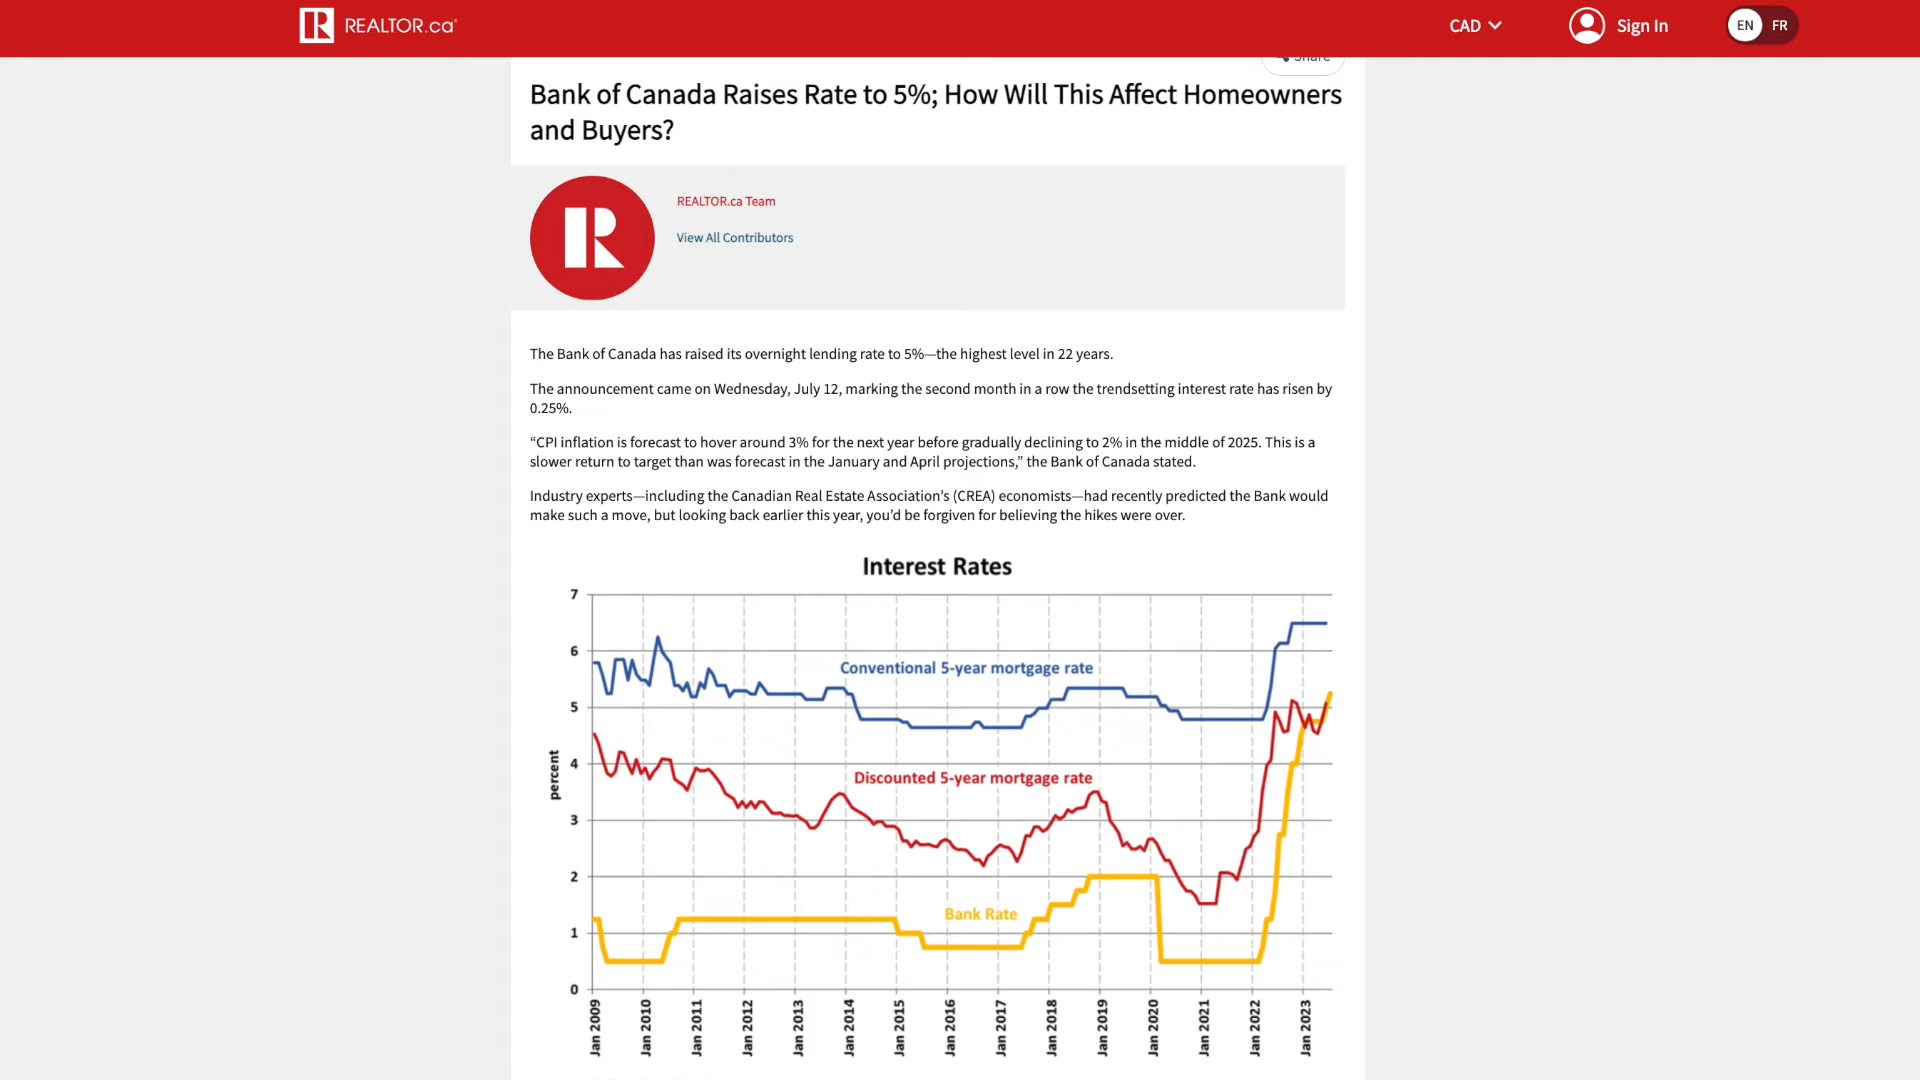 REALTOR.ca
CAD
Sign In
EN FR
Share
Bank of Canada Raises Rate to 5%; How Will This Affect Homeowners
and Buyers?
REALTOR.ca Team
View All Contributors
The Bank of Canada has raised its overnight lending rate to 5%—the highest level in 22 years.
The announcement came on Wednesday, July 12, marking the second month in a row the trendsetting interest rate has risen by
0.25%.
“CPI inflation is forecast to hover around 3% for the next year before gradually declining to 2% in the middle of 2025. This is a
slower return to target than was forecast in the January and April projections,” the Bank of Canada stated.
Industry experts—including the Canadian Real Estate Association’s (CREA) economists—had recently predicted the Bank would
make such a move, but looking back earlier this year, you’d be forgiven for believing the hikes were over.
Interest Rates
7
6
5
4
3
2
1
0
percent
Conventional 5-year mortgage rate
Discounted 5-year mortgage rate
Bank Rate
Jan 2009
Jan 2010
Jan 2011
Jan 2012
Jan 2013
Jan 2014
Jan 2015
Jan 2016
Jan 2017
Jan 2018
Jan 2019
Jan 2020
Jan 2021
Jan 2022
Jan 2023